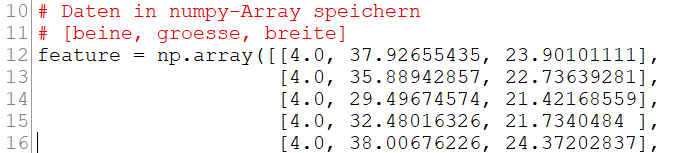 10 # Daten in numpy-Array speichern
11 # [beine, groesse, breite]
12 feature = np.array([[4.0, 37.92655435, 23.90101111],
13 [4.0, 35.88942857, 22.73639281],
14 [4.0, 29.49674574, 21.42168559],
15 [4.0, 32.48016326, 21.7340484 ],
16 [4.0, 38.00676226, 24.37202837],